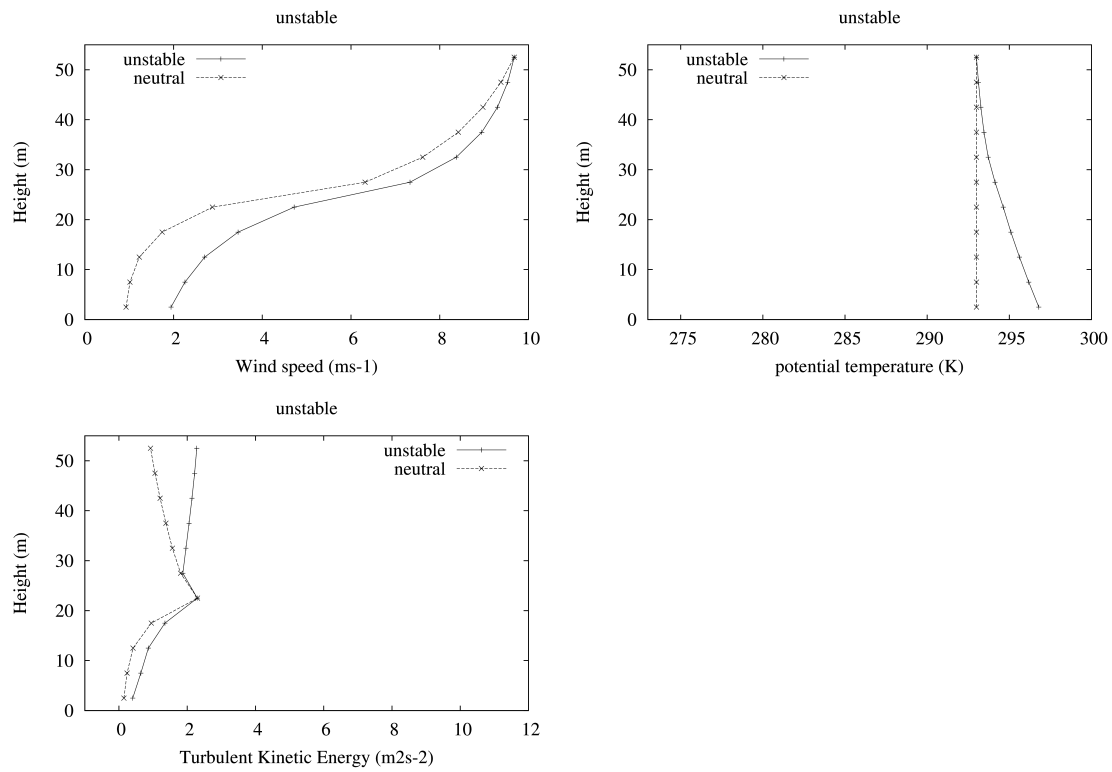 unstable
unstable
neutral
Height (m)
50
40
30
20
10
0
0 2 4 6 8 10
Wind speed (ms-1)
unstable
unstable
neutral
Height (m)
50
40
30
20
10
0
275 280 285 290 295 300
potential temperature (K)
unstable
unstable
neutral
Height (m)
50
40
30
20
10
0
0 2 4 6 8 10 12
Turbulent Kinetic Energy (m2s-2)